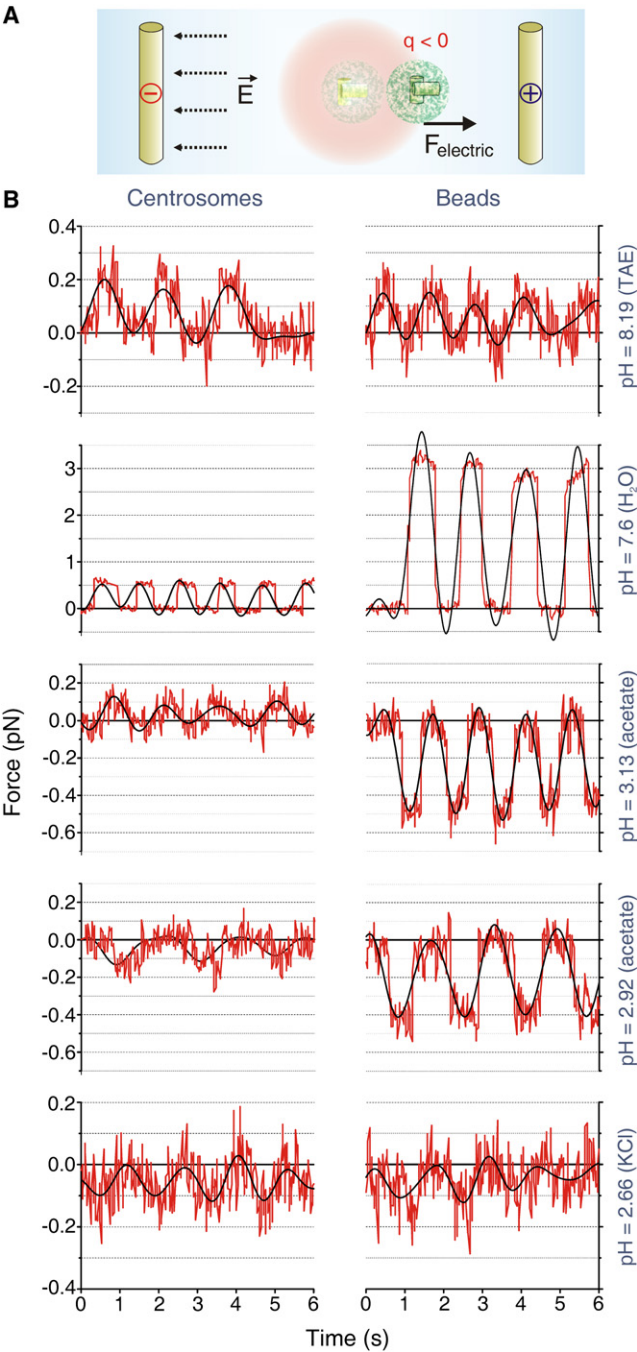 A
−
E
q < 0
F electric
+
B
Centrosomes
Beads
Force (pN)
0.4
0.2
0.0
-0.2
pH = 8.19 (TAE)
3
2
1
0
pH = 7.6 (H₂O)
0.2
0.0
-0.2
-0.4
-0.6
pH = 3.13 (acetate)
0.2
0.0
-0.2
-0.4
-0.6
pH = 2.92 (acetate)
0.2
0.0
-0.2
-0.4
pH = 2.66 (KCl)
0 1 2 3 4 5 6
0 1 2 3 4 5 6
Time (s)